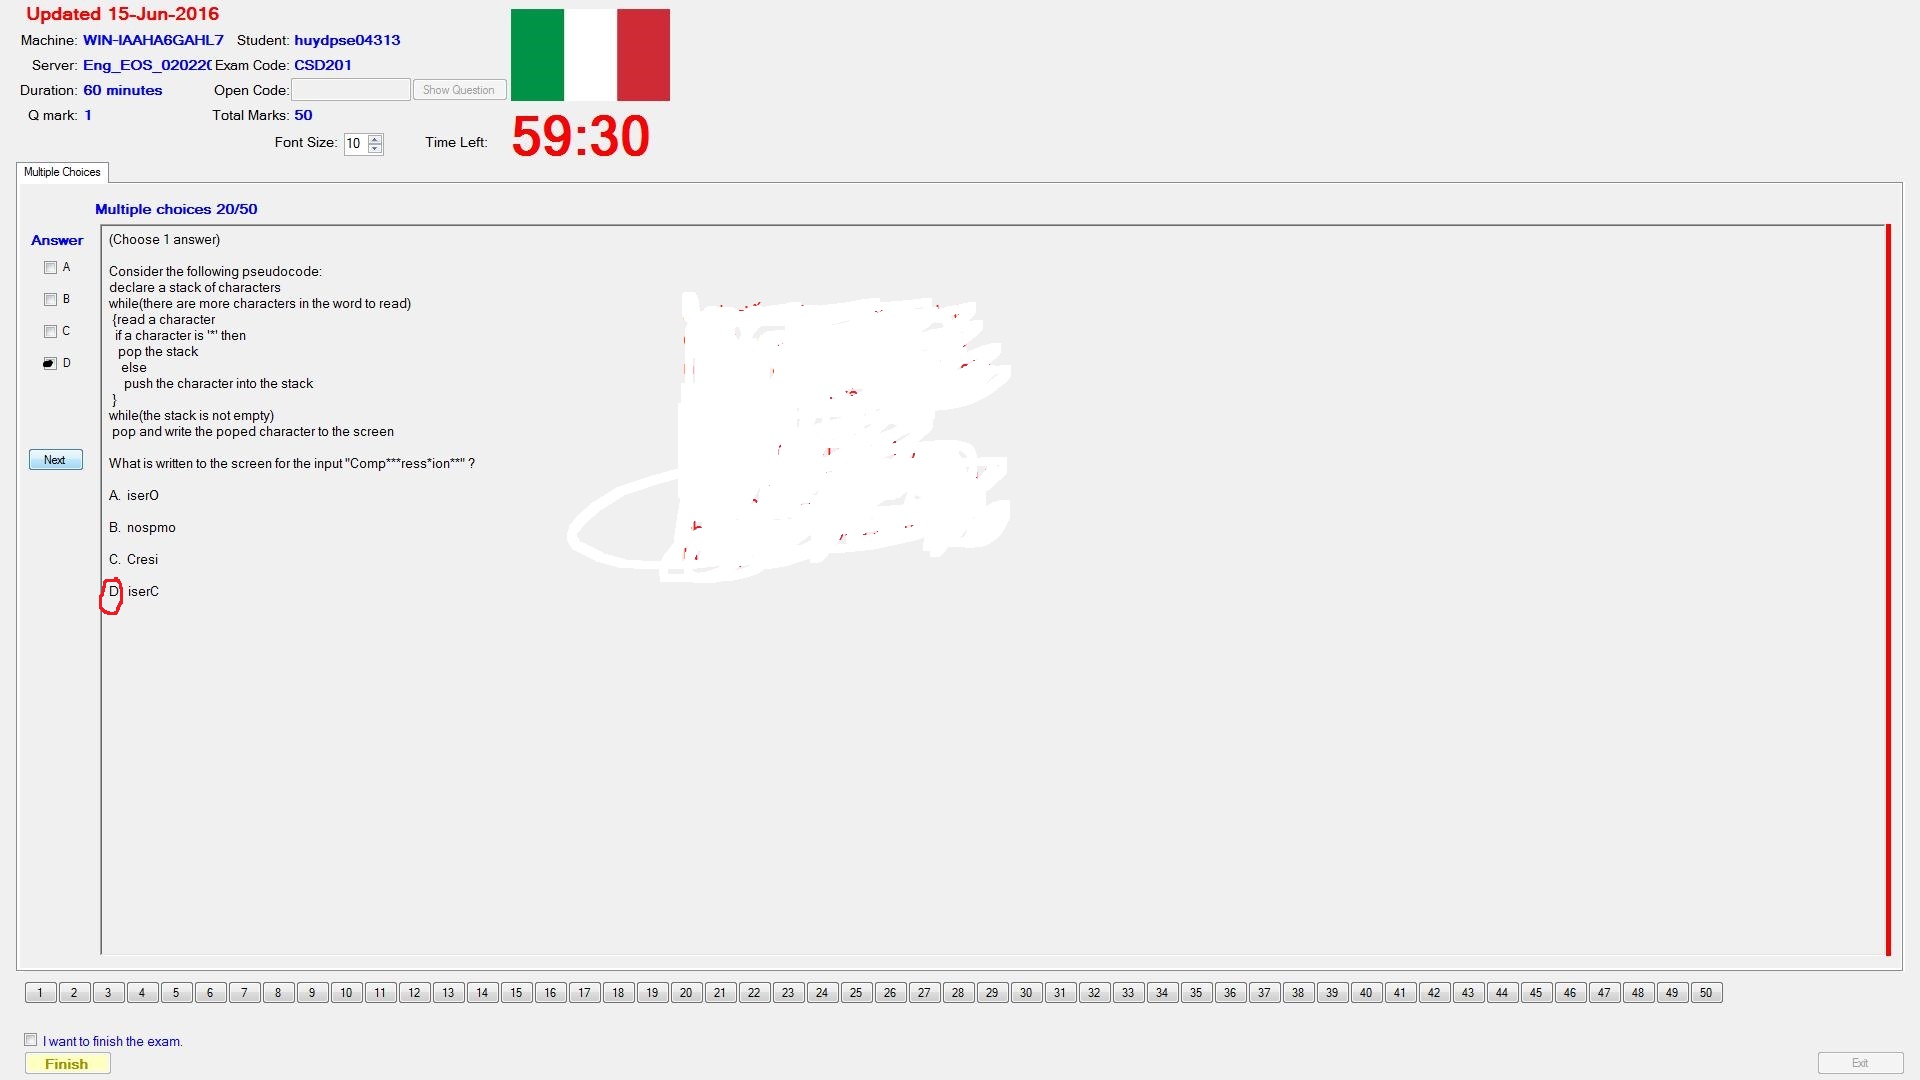 Updated 15-Jun-2016
Machine: WIN-IAAHA6GAHL7 Student: huydpse04313
Server: Eng_EOS_02022 Exam Code: CSD201
Duration: 60 minutes Open Code: Show Question
Q mark: 1 Total Marks: 50
Font Size: 10 Time Left: 59:30
Multiple Choices
Multiple choices 20/50
Answer
A
B
C
D
Next
(Choose 1 answer)
Consider the following pseudocode:
declare a stack of characters
while(there are more characters in the word to read)
{read a character
if a character is '*' then
pop the stack
else
push the character into the stack
}
while(the stack is not empty)
pop and write the poped character to the screen
What is written to the screen for the input "Comp***ress*ion**" ?
A. iserO
B. nospmo
C. Cresi
D. iserC
1 2 3 4 5 6 7 8 9 10 11 12 13 14 15 16 17 18 19 20 21 22 23 24 25 26 27 28 29 30 31 32 33 34 35 36 37 38 39 40 41 42 43 44 45 46 47 48 49 50
I want to finish the exam.
Finish
Exit